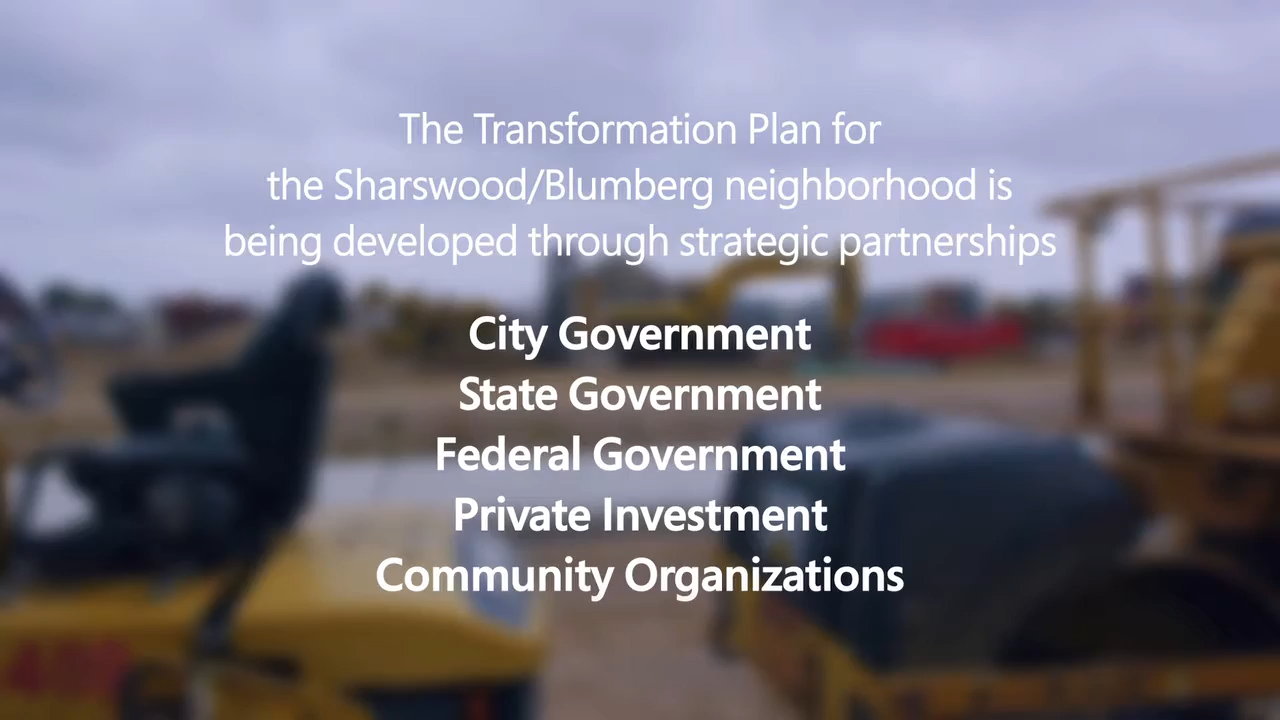 The Transformation Plan for
the Sharswood/Blumberg neighborhood is
being developed through strategic partnerships
City Government
State Government
Federal Government
Private Investment
Community Organizations